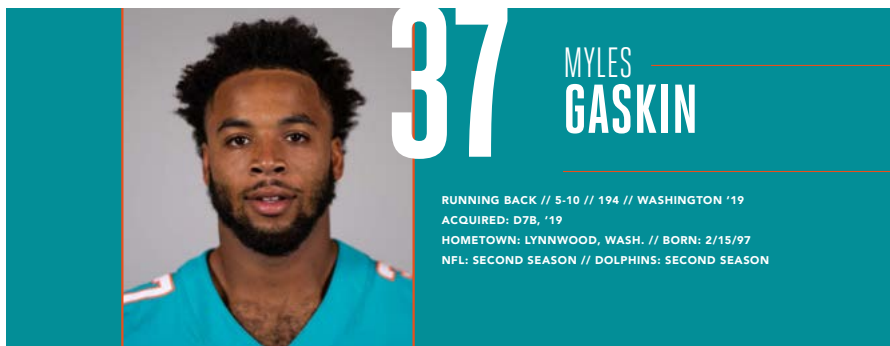 37
MYLES
GASKIN
RUNNING BACK // 5-10 // 194 // WASHINGTON ’19
ACQUIRED: D7B, ’19
HOMETOWN: LYNNWOOD, WASH. // BORN: 2/15/97
NFL: SECOND SEASON // DOLPHINS: SECOND SEASON